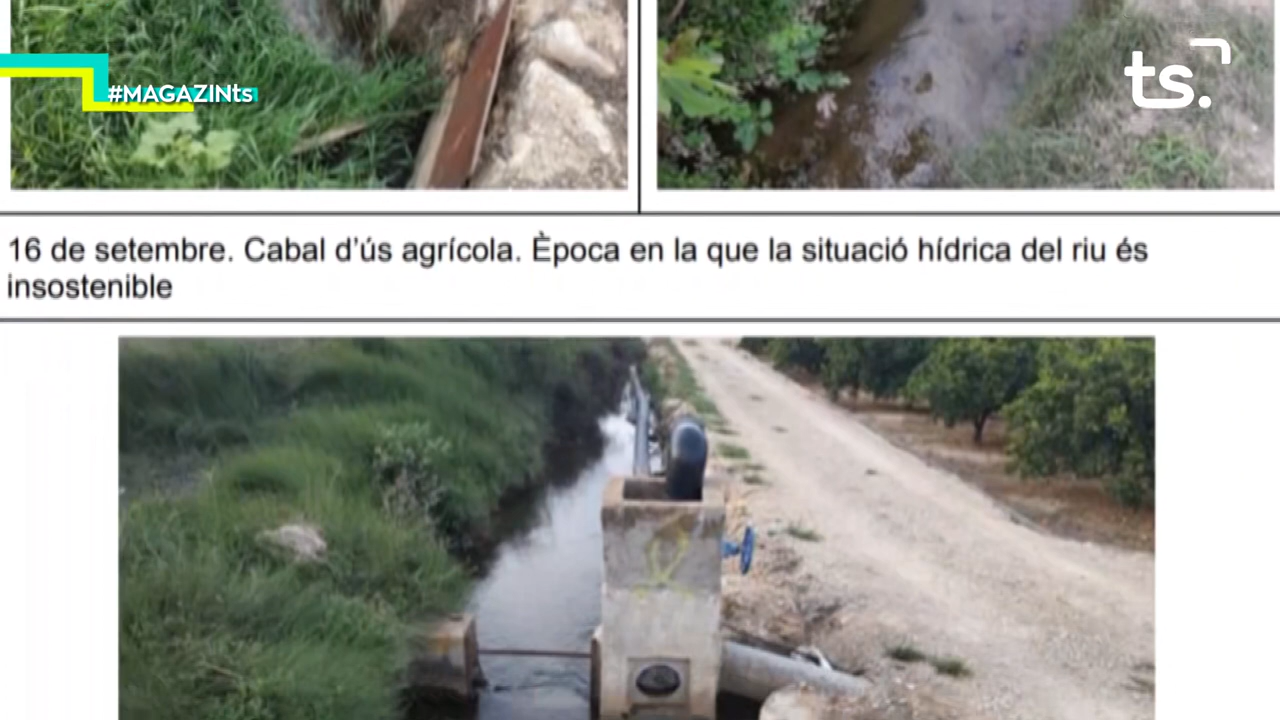 #MAGAZINts
ts.
16 de setembre. Cabal d'ús agrícola. Època en la que la situació hídrica del riu és
insostenible